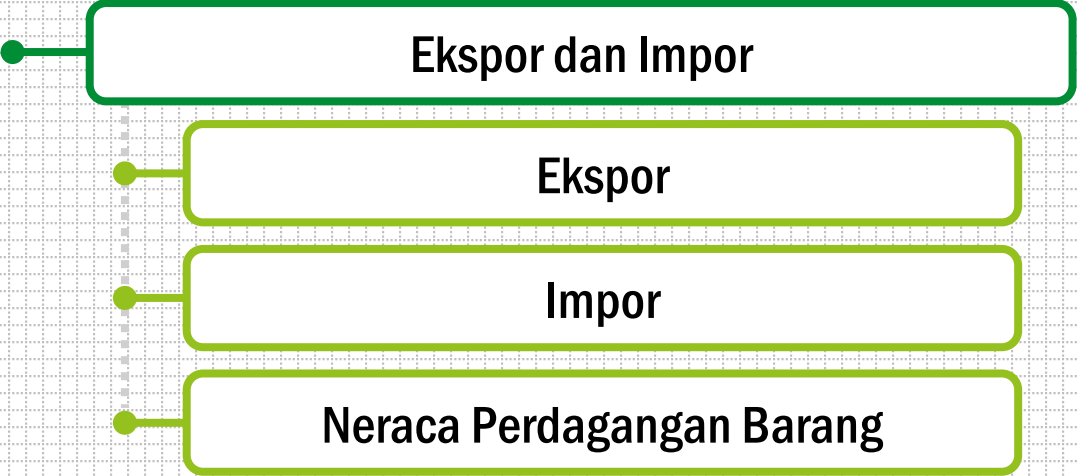 Ekspor dan Impor
Ekspor
Impor
Neraca Perdagangan Barang